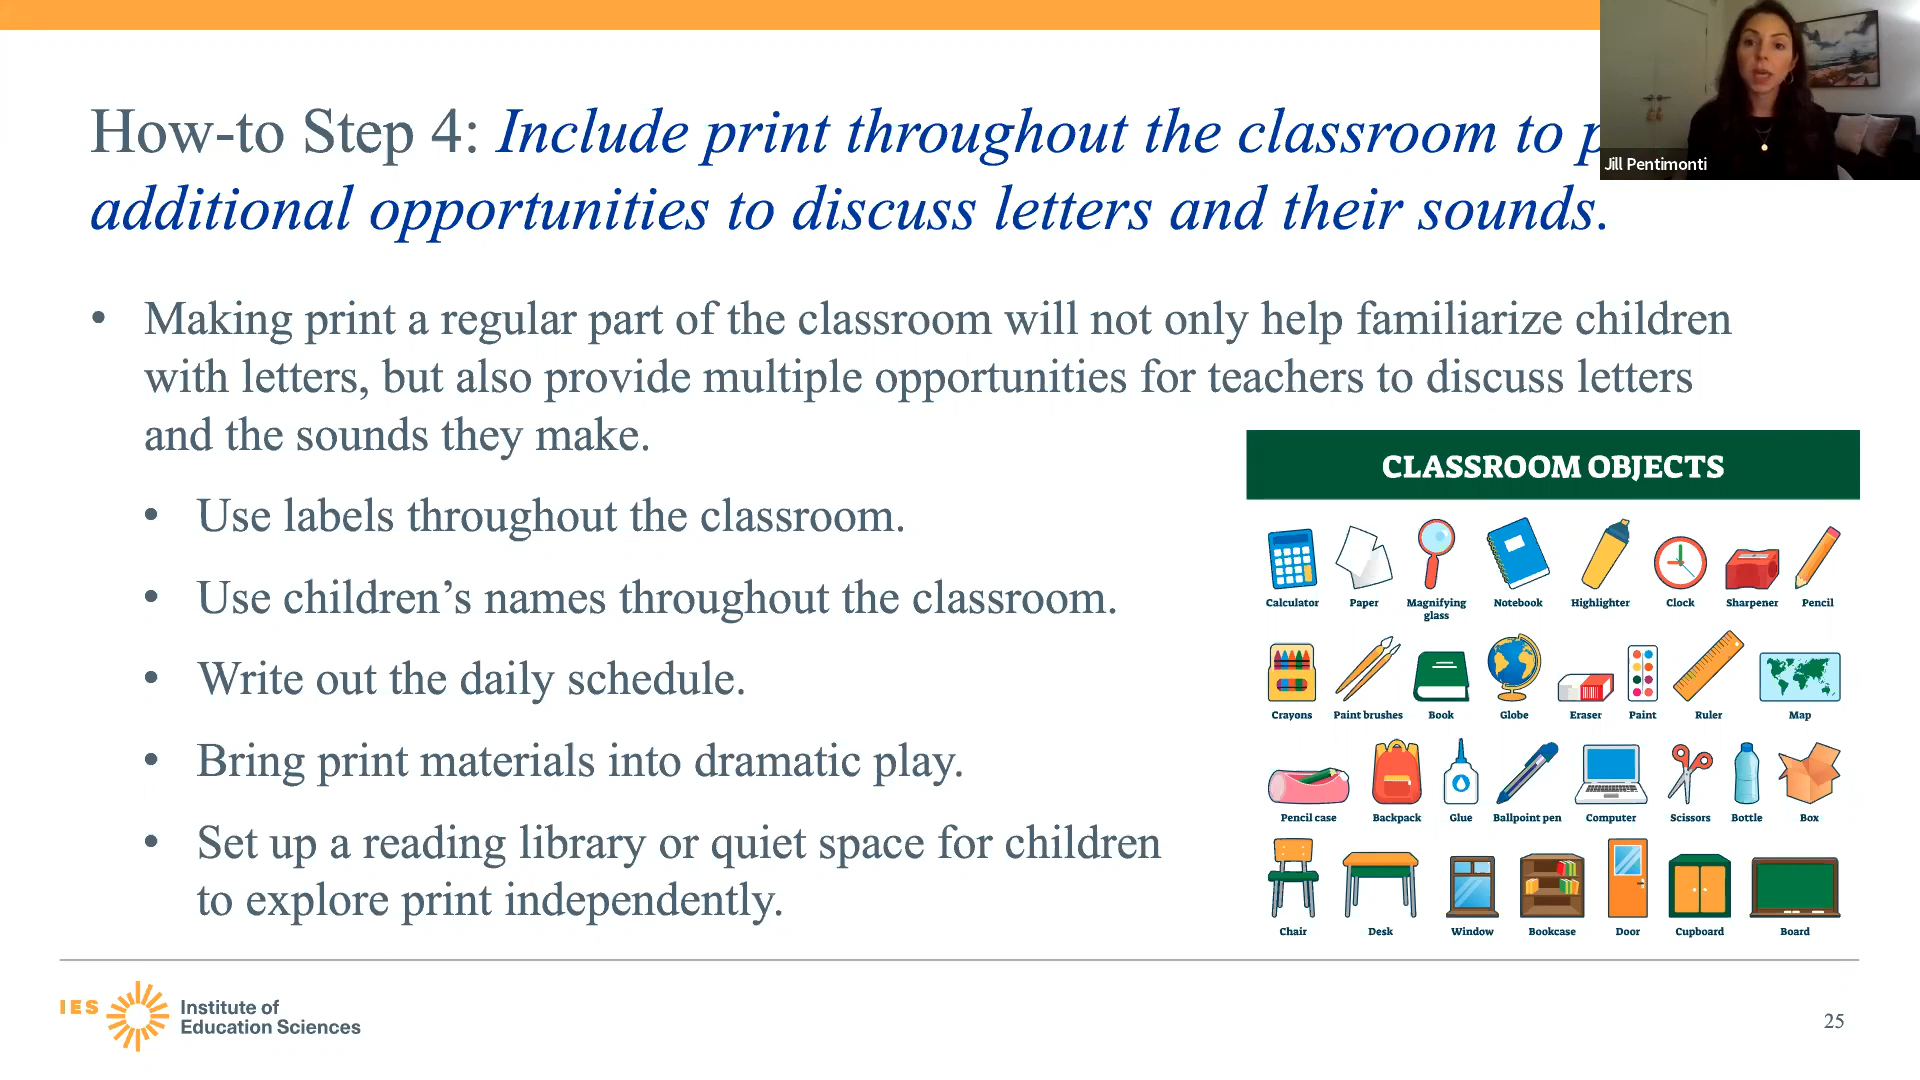 How-to Step 4: Include print throughout the classroom to
additional opportunities to discuss letters and their sounds.
Jill Pentimonti
• Making print a regular part of the classroom will not only help familiarize children
with letters, but also provide multiple opportunities for teachers to discuss letters
and the sounds they make.
• Use labels throughout the classroom.
• Use children’s names throughout the classroom.
• Write out the daily schedule.
• Bring print materials into dramatic play.
• Set up a reading library or quiet space for children
to explore print independently.
CLASSROOM OBJECTS
Calculator Paper Magnifying glass Notebook Highlighter Clock Sharpener Pencil
Crayons Paint brushes Book Globe Eraser Paint Ruler Map
Pencil case Backpack Glue Ballpoint pen Computer Scissors Bottle Box
Chair Desk Window Bookcase Door Cupboard Board
IES Institute of
Education Sciences
25